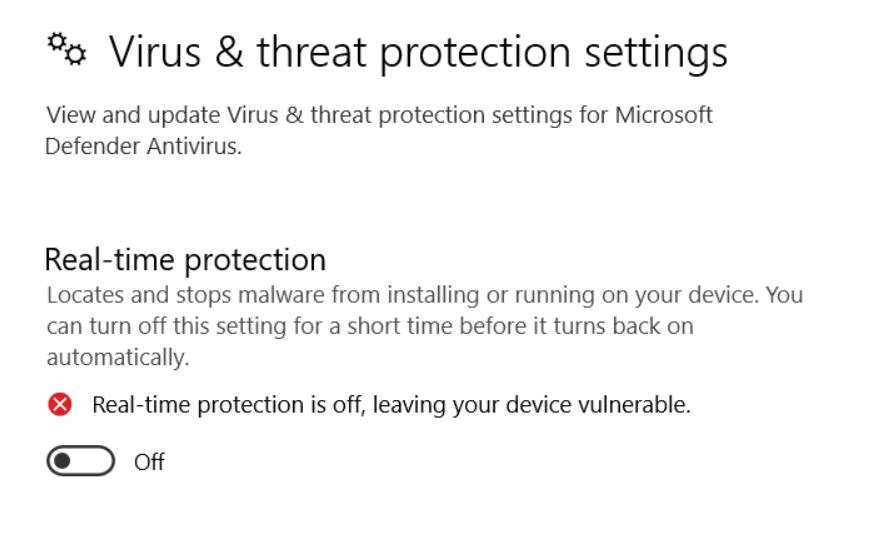 Virus & threat protection settings
View and update Virus & threat protection settings for Microsoft
Defender Antivirus.
Real-time protection
Locates and stops malware from installing or running on your device. You
can turn off this setting for a short time before it turns back on
automatically.
Real-time protection is off, leaving your device vulnerable.
Off